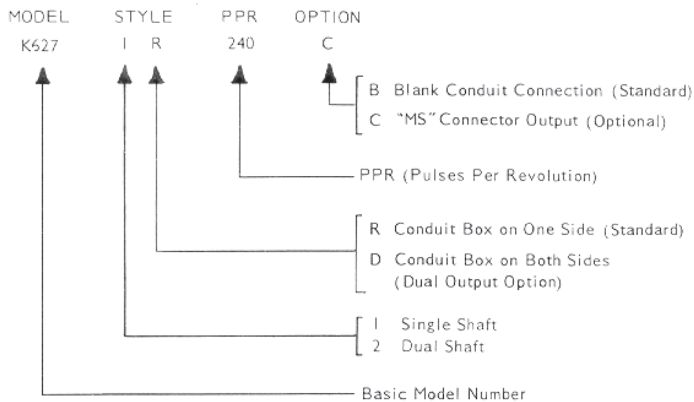 MODEL STYLE PPR OPTION
K627 1 R 240 C
B Blank Conduit Connection (Standard)
C "MS" Connector Output (Optional)
PPR (Pulses Per Revolution)
R Conduit Box on One Side (Standard)
D Conduit Box on Both Sides
(Dual Output Option)
1 Single Shaft
2 Dual Shaft
Basic Model Number